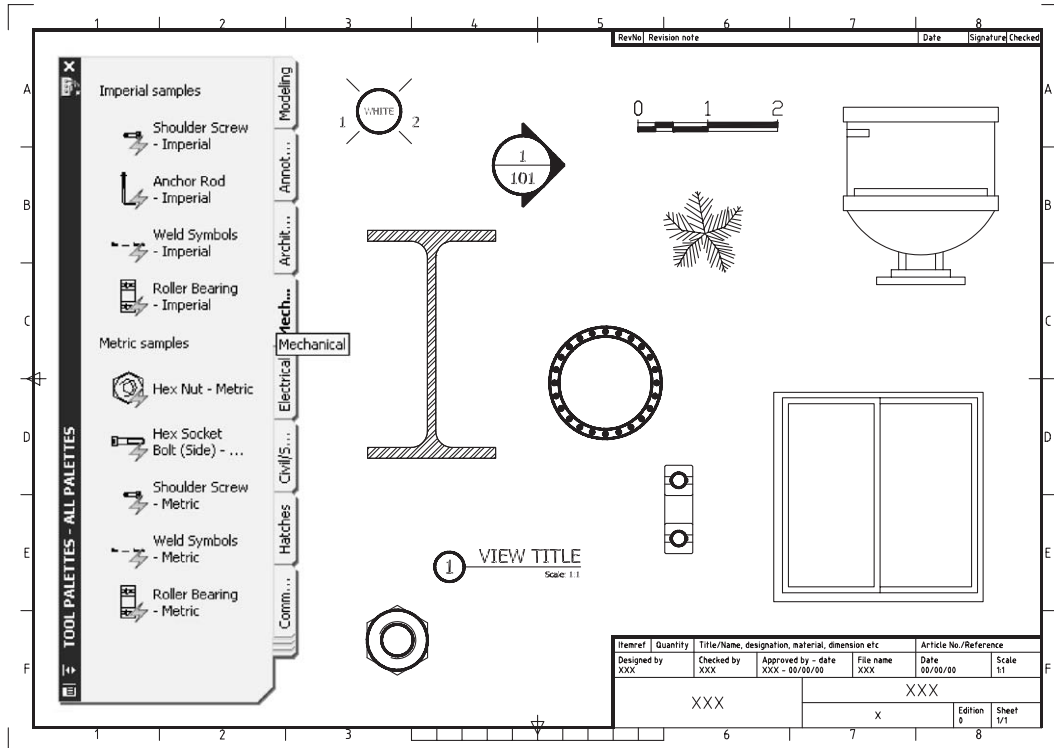 1 2 3 4 5 6 7 8
RevNo Revision note Date Signature Checked
A
B
C
D
E
F
A
B
C
D
E
F
TOOL PALETTES - ALL PALETTES
Imperial samples
Shoulder Screw
- Imperial
Anchor Rod
- Imperial
Weld Symbols
- Imperial
Roller Bearing
- Imperial
Metric samples
Hex Nut - Metric
Hex Socket
Bolt (Side) - ...
Shoulder Screw
- Metric
Weld Symbols
- Metric
Roller Bearing
- Metric
Modeling
Annot...
Archit...
Mech...
Mechanical
Electrical
Civil/S...
Hatches
Comm...
WHITE
1 2
1
101
0 1 2
1 VIEW TITLE
Scale: 1:1
Itemref Quantity Title/Name, designation, material, dimension etc Article No./Reference
Designed by Checked by Approved by - date File name Date Scale
XXX XXX XXX - 00/00/00 XXX 00/00/00 1:1
XXX
XXX
X
Edition Sheet
0 1/1
1 2 3 6 7 8